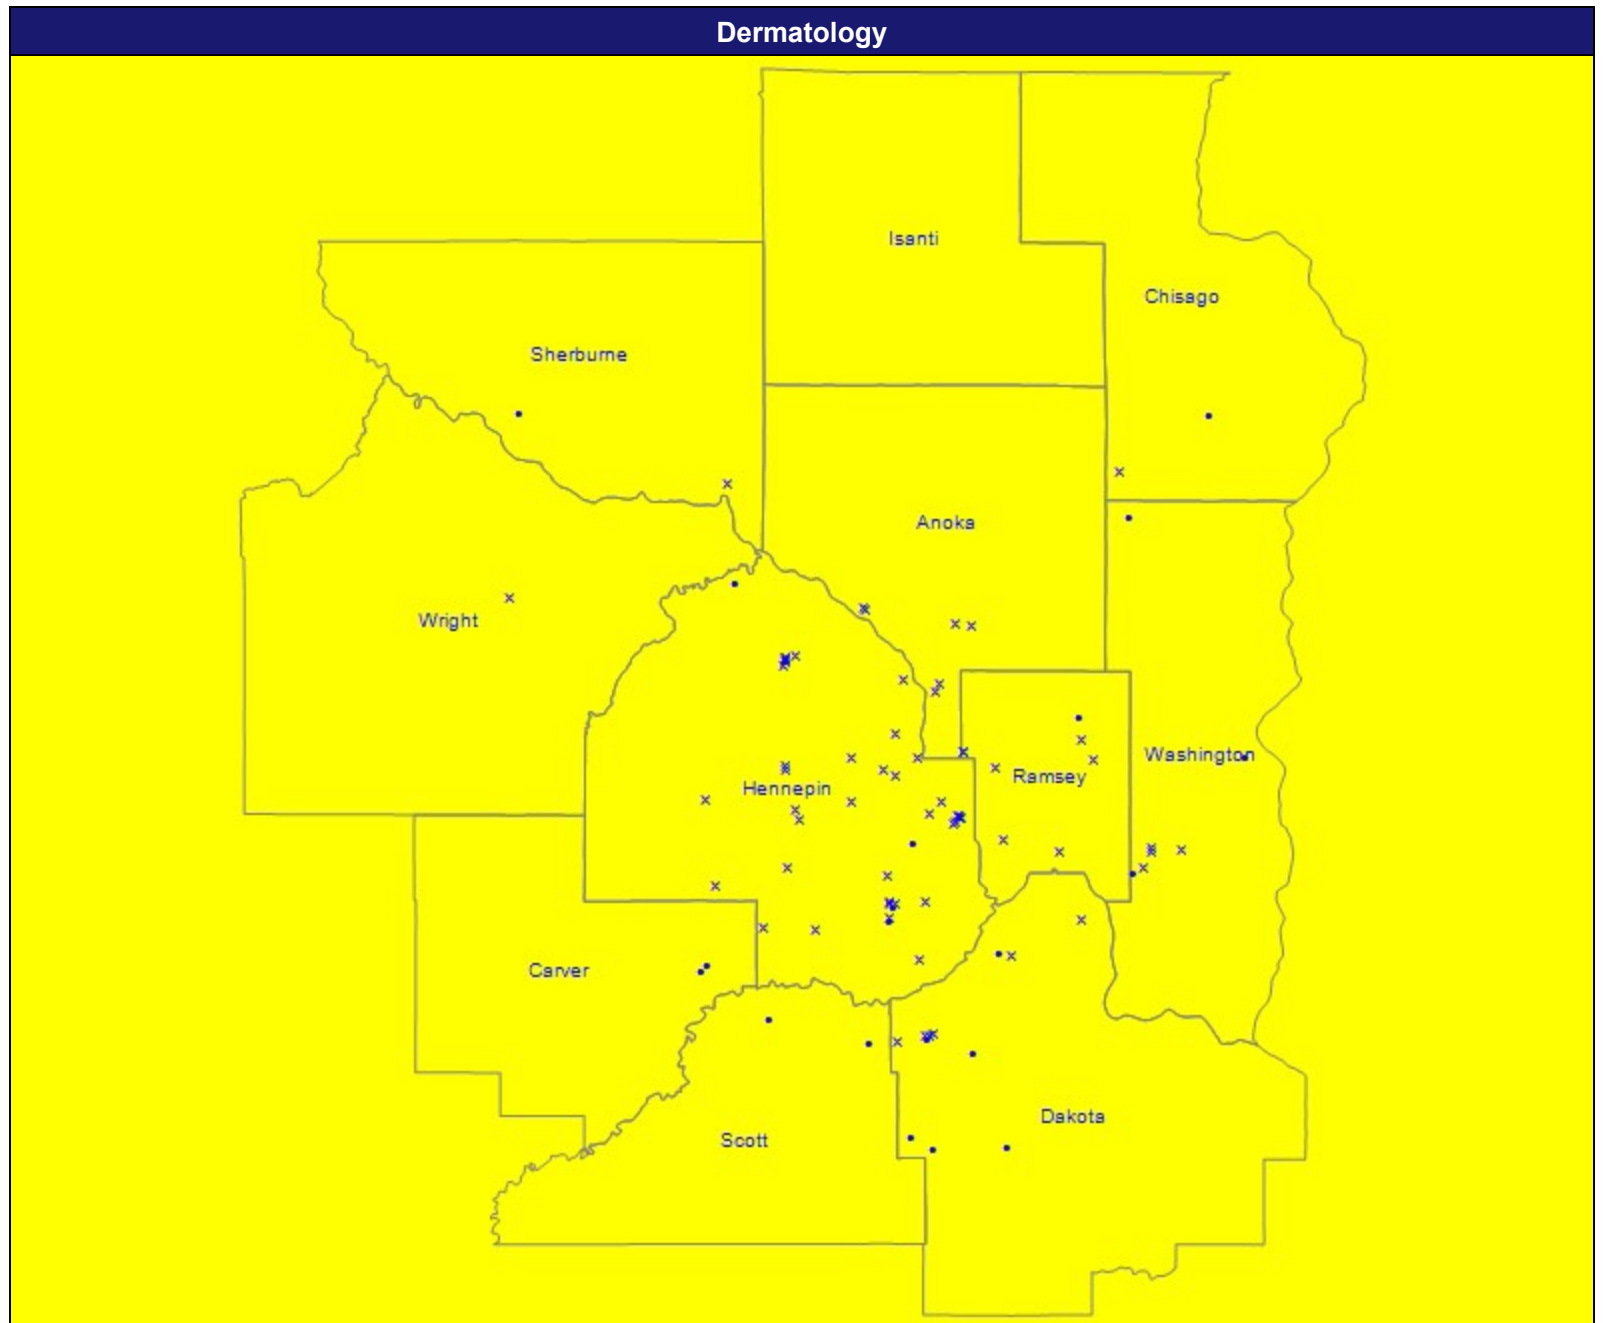 Dermatology
Isanti
Chisago
Sherburne
Anoka
Wright
Washington
Ramsey
Hennepin
Carver
Dakota
Scott